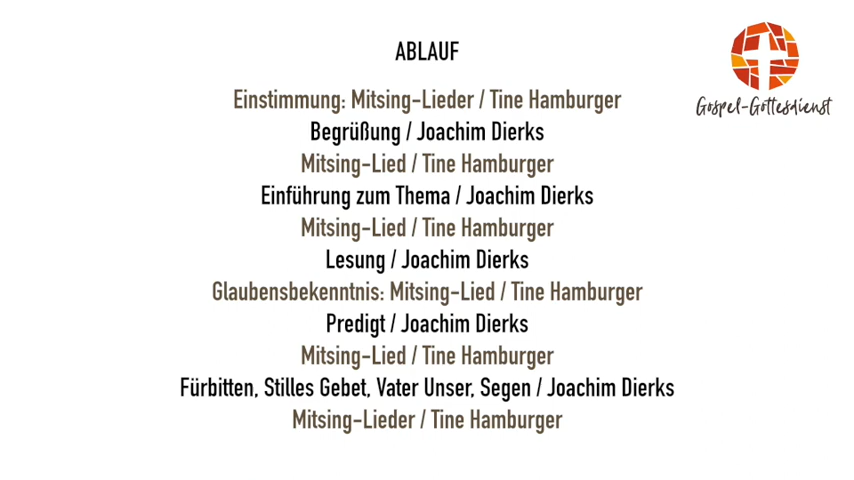 ABLAUF
Gospel-Gottesdienst
Einstimmung: Mitsing-Lieder / Tine Hamburger
Begrüßung / Joachim Dierks
Mitsing-Lied / Tine Hamburger
Einführung zum Thema / Joachim Dierks
Mitsing-Lied / Tine Hamburger
Lesung / Joachim Dierks
Glaubensbekenntnis: Mitsing-Lied / Tine Hamburger
Predigt / Joachim Dierks
Mitsing-Lied / Tine Hamburger
Fürbitten, Stilles Gebet, Vater Unser, Segen / Joachim Dierks
Mitsing-Lieder / Tine Hamburger